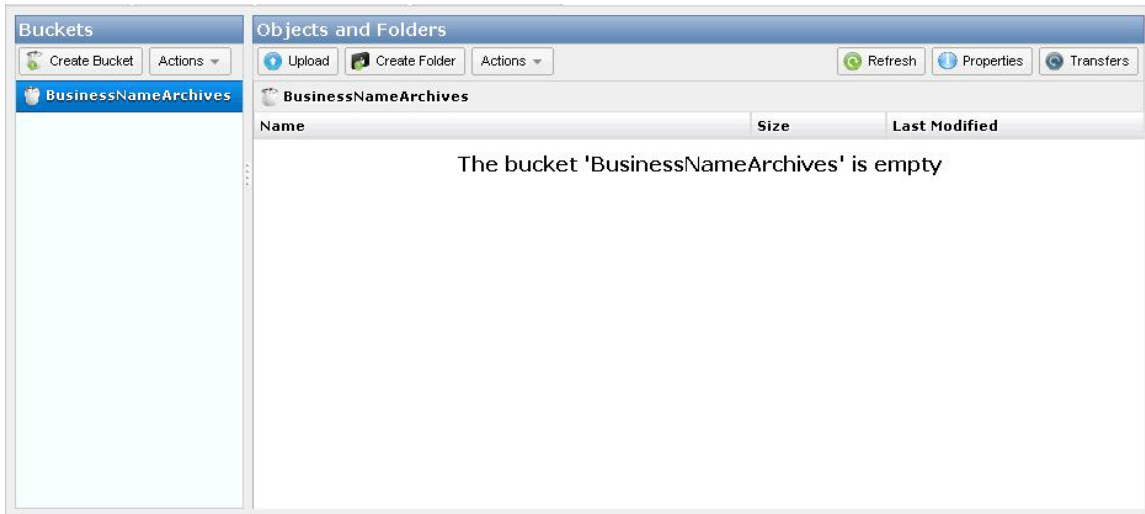 Buckets
Create Bucket Actions
BusinessNameArchives
Objects and Folders
Upload Create Folder Actions Refresh Properties Transfers
BusinessNameArchives
Name Size Last Modified
The bucket 'BusinessNameArchives' is empty